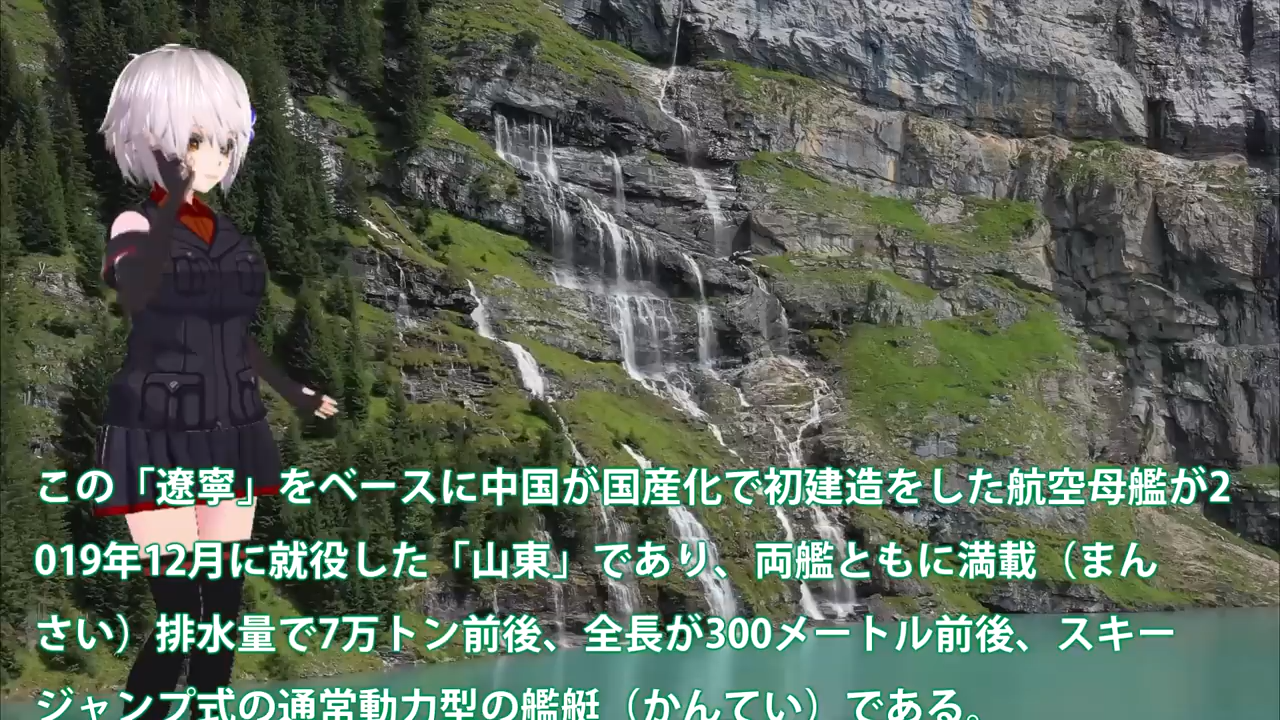 この「遼寧」をベースに中国が国産化で初建造をした航空母艦が2
019年12月に就役した「山東」であり、両艦ともに満載（まん
さい）排水量で7万トン前後、全長が300メートル前後、スキー
ジャンプ式の通常動力型の艦艇（かんてい）である。